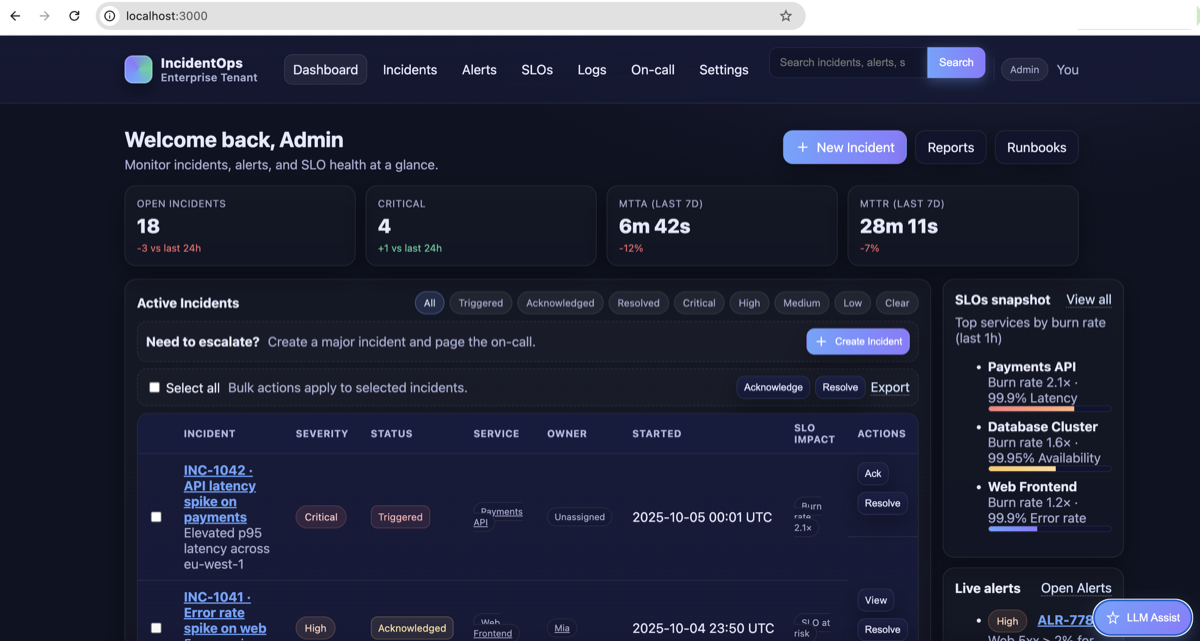 localhost:3000
IncidentOps
Enterprise Tenant
Dashboard
Incidents
Alerts
SLOs
Logs
On-call
Settings
Search incidents, alerts, s
Search
Admin
You
Welcome back, Admin
Monitor incidents, alerts, and SLO health at a glance.
+ New Incident
Reports
Runbooks
OPEN INCIDENTS
18
-3 vs last 24h
CRITICAL
4
+1 vs last 24h
MTTA (LAST 7D)
6m 42s
-12%
MTTR (LAST 7D)
28m 11s
-7%
Active Incidents
All
Triggered
Acknowledged
Resolved
Critical
High
Medium
Low
Clear
Need to escalate? Create a major incident and page the on-call.
+ Create Incident
Select all Bulk actions apply to selected incidents.
Acknowledge
Resolve
Export
INCIDENT
SEVERITY
STATUS
SERVICE
OWNER
STARTED
SLO
IMPACT
ACTIONS
INC-1042 ·
API latency
spike on
payments
Elevated p95
latency across
eu-west-1
Critical
Triggered
Payments
API
Unassigned
2025-10-05 00:01 UTC
Burn
rate
2.1×
Ack
Resolve
INC-1041 ·
Error rate
spike on web
High
Acknowledged
Web
Frontend
Mia
2025-10-04 23:50 UTC
SLO at
risk
View
Resolve
SLOs snapshot
View all
Top services by burn rate
(last 1h)
• Payments API
Burn rate 2.1× ·
99.9% Latency
• Database Cluster
Burn rate 1.6× ·
99.95% Availability
• Web Frontend
Burn rate 1.2× ·
99.9% Error rate
Live alerts
Open Alerts
• High
ALR-778
Web 5xx > 2% for
LLM Assist